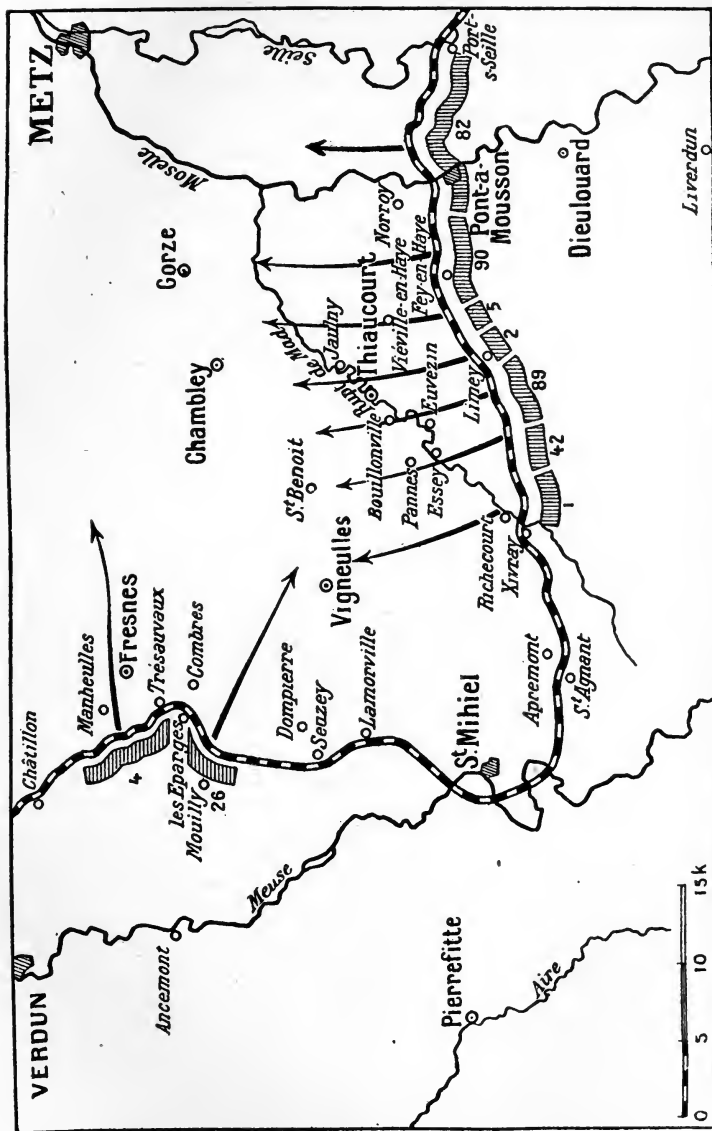 VERDUN
METZ
Châtillon
Manheulles
Fresnes
Trésauvaux
Combres
les Eparges
Mouilly
4
26
Ancemont
Meuse
Moselle
Seille
Gorze
Chambley
Rupt de Mad
Jaulny
Thiaucourt
Viéville-en-Haye
Norroy
Fey-en-Haye
St. Benoit
Bouillonville
Pannes
Euvezin
Essey
Limey
Vigneulles
Dompierre
Seuzey
Lamorville
Richecourt
Xivray
St. Mihiel
Apremont
St. Agnant
1
42
89
2
5
90
82
Pont-à-
Mousson
Port-
s-Seille
Dieulouard
Liverdun
Pierrefitte
Aire
0 5 10 15k